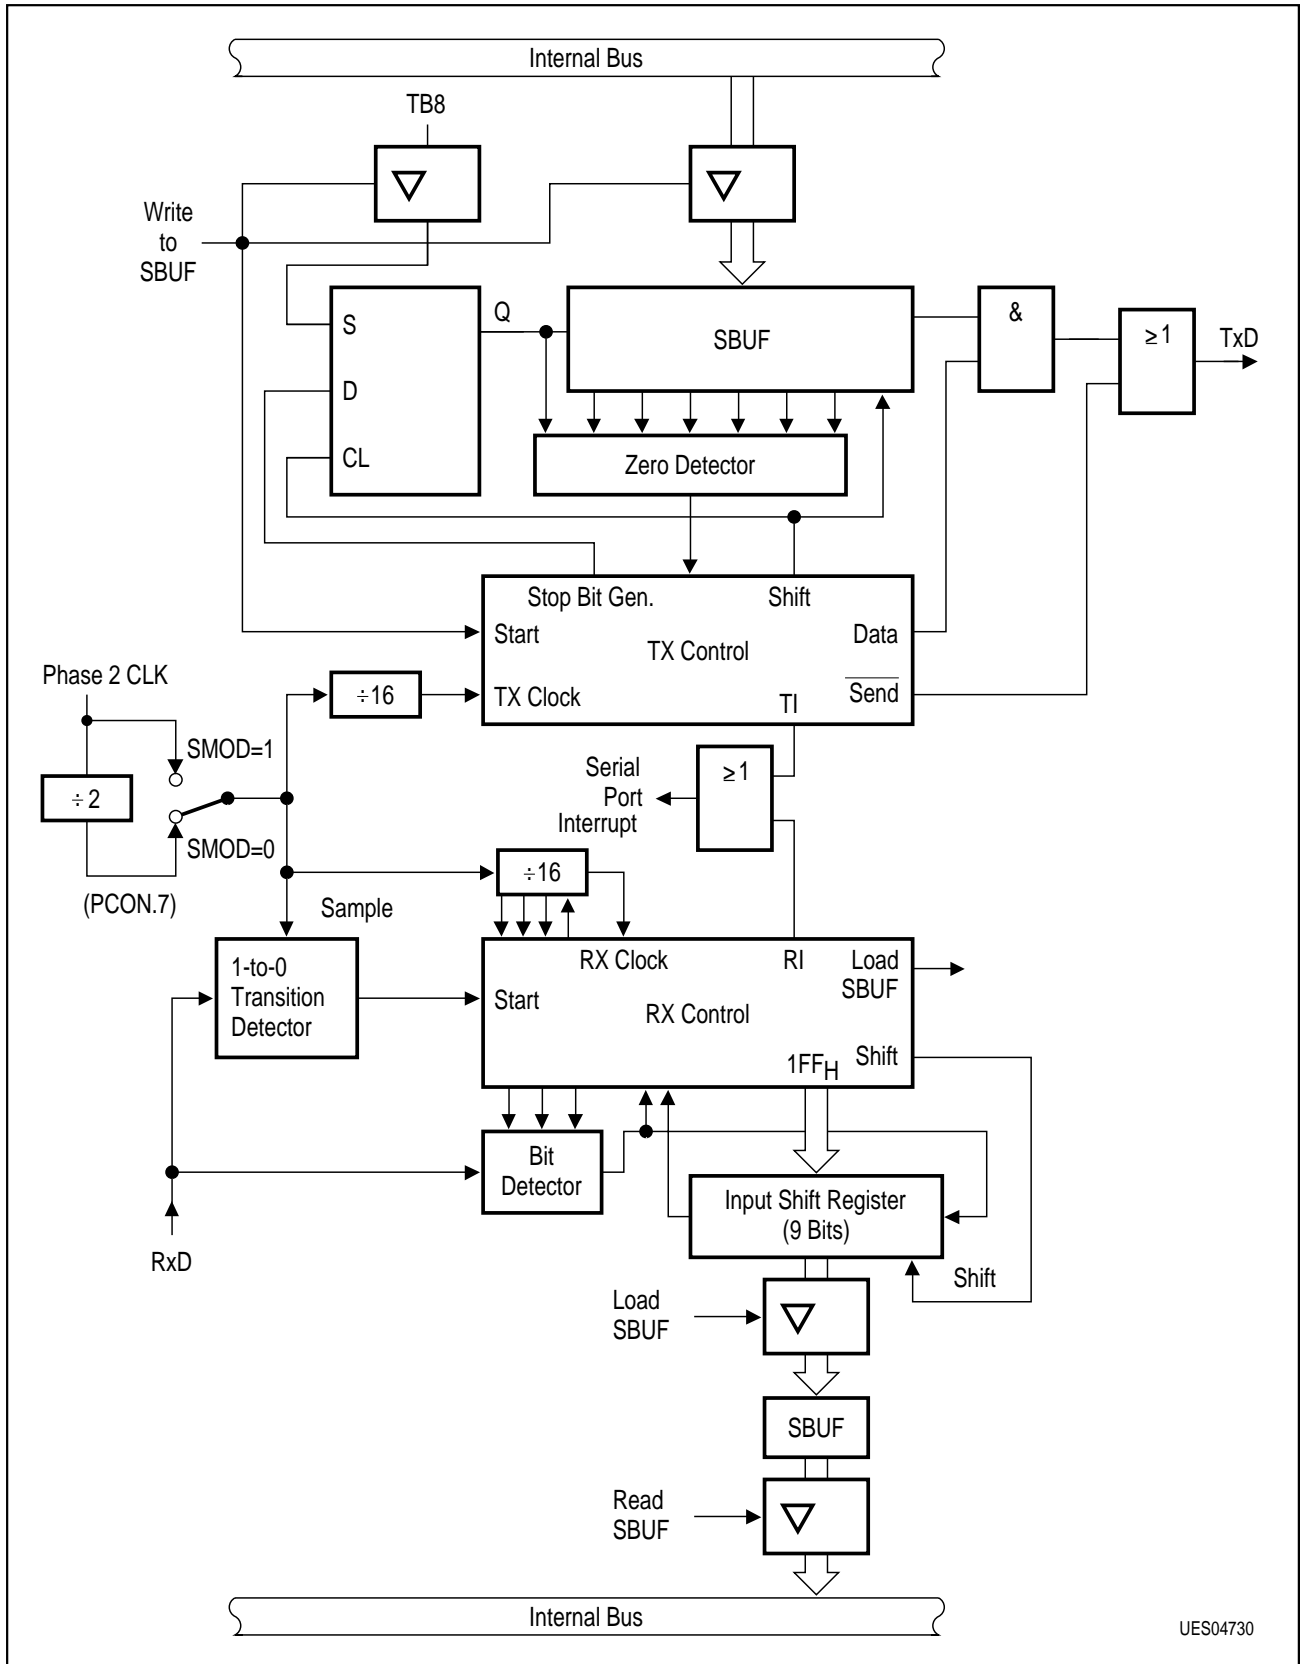 Internal Bus
TB8
Write
to
SBUF
S
Q
D
CL
SBUF
&
≥1
TxD
Zero Detector
Stop Bit Gen.
Shift
Start
Data
TX Control
TX Clock
Send
TI
Phase 2 CLK
÷16
SMOD=1
÷2
SMOD=0
(PCON.7)
Serial
Port
Interrupt
≥1
÷16
Sample
1-to-0
Transition
Detector
RX Clock
RI
Load
SBUF
Start
RX Control
1FFH
Shift
Bit
Detector
Input Shift Register
(9 Bits)
RxD
Shift
Load
SBUF
SBUF
Read
SBUF
Internal Bus
UES04730